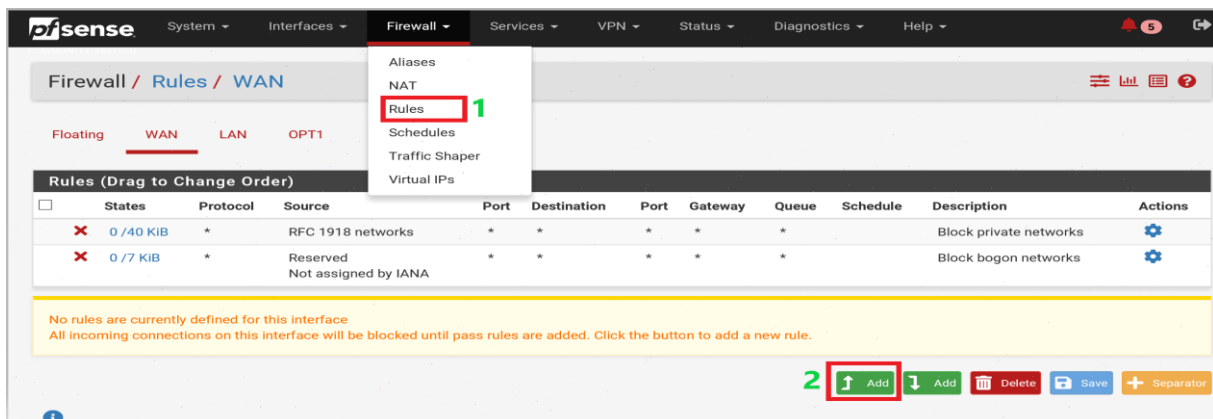 pfsense System Interfaces Firewall Services VPN Status Diagnostics Help 5
Aliases
NAT
Rules 1
Schedules
Traffic Shaper
Virtual IPs
Firewall / Rules / WAN
Floating WAN LAN OPT1
Rules (Drag to Change Order)
States Protocol Source Port Destination Port Gateway Queue Schedule Description Actions
0 /40 KiB * RFC 1918 networks * * * * * Block private networks
0 /7 KiB * Reserved * * * * * Block bogon networks
Not assigned by IANA
No rules are currently defined for this interface
All incoming connections on this interface will be blocked until pass rules are added. Click the button to add a new rule.
2 Add Add Delete Save Separator